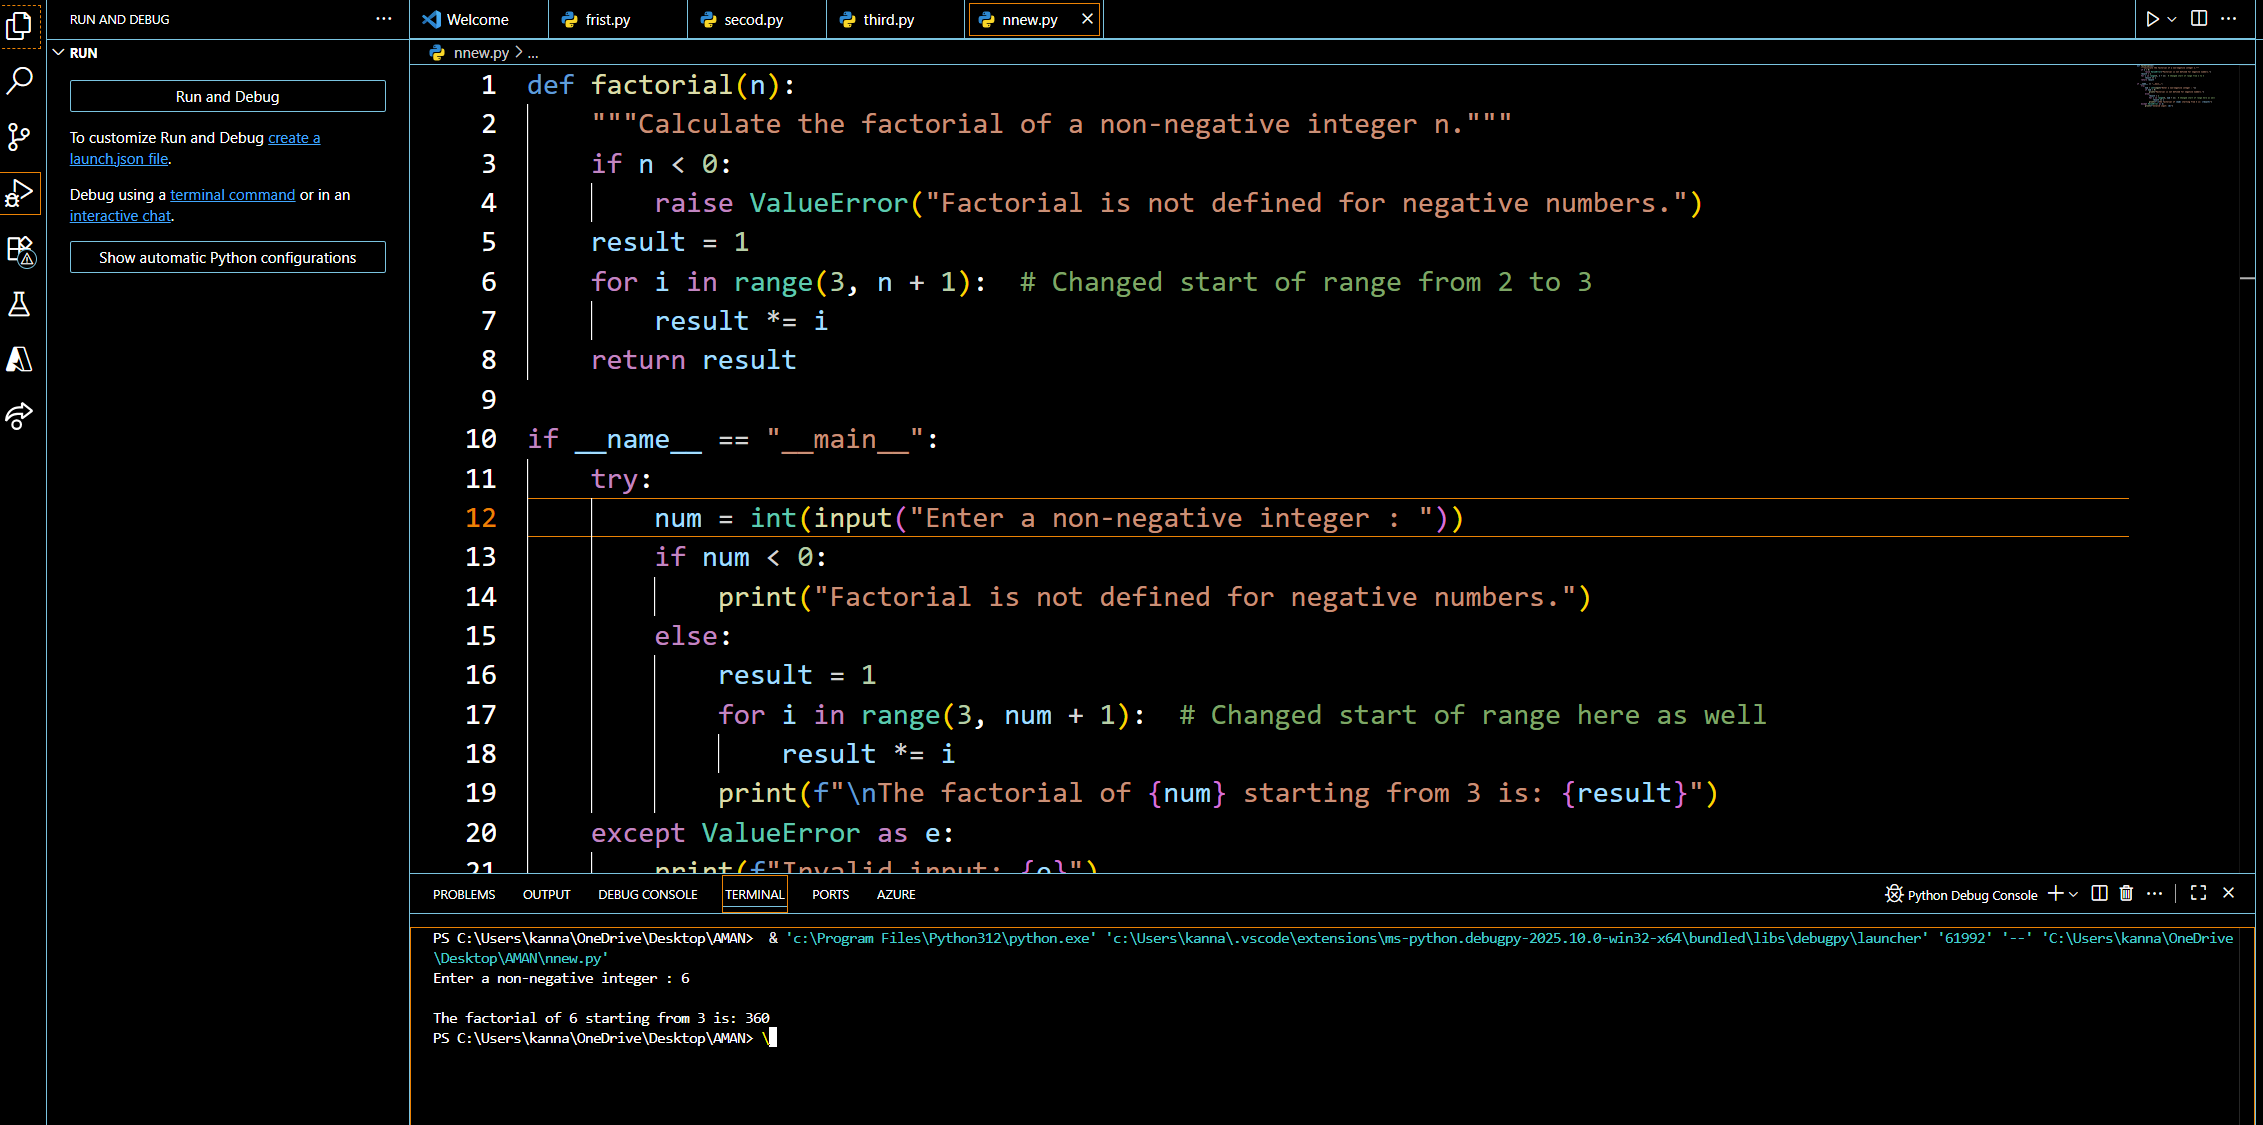 RUN AND DEBUG
RUN
Run and Debug
To customize Run and Debug create a
launch.json file.
Debug using a terminal command or in an
interactive chat.
Show automatic Python configurations
Welcome
frist.py
secod.py
third.py
nnew.py
nnew.py > ...
1 def factorial(n):
2     """Calculate the factorial of a non-negative integer n."""
3     if n < 0:
4         raise ValueError("Factorial is not defined for negative numbers.")
5     result = 1
6     for i in range(3, n + 1):  # Changed start of range from 2 to 3
7         result *= i
8     return result
9
10 if __name__ == "__main__":
11     try:
12         num = int(input("Enter a non-negative integer : "))
13         if num < 0:
14             print("Factorial is not defined for negative numbers.")
15         else:
16             result = 1
17             for i in range(3, num + 1):  # Changed start of range here as well
18                 result *= i
19             print(f"\nThe factorial of {num} starting from 3 is: {result}")
20     except ValueError as e:
21         print(f"Invalid input: {e}")
PROBLEMS OUTPUT DEBUG CONSOLE TERMINAL PORTS AZURE
Python Debug Console
PS C:\Users\kanna\OneDrive\Desktop\AMAN>  & 'c:\Program Files\Python312\python.exe' 'c:\Users\kanna\.vscode\extensions\ms-python.debugpy-2025.10.0-win32-x64\bundled\libs\debugpy\launcher' '61992' '--' 'C:\Users\kanna\OneDrive
\Desktop\AMAN\nnew.py'
Enter a non-negative integer : 6
The factorial of 6 starting from 3 is: 360
PS C:\Users\kanna\OneDrive\Desktop\AMAN> \